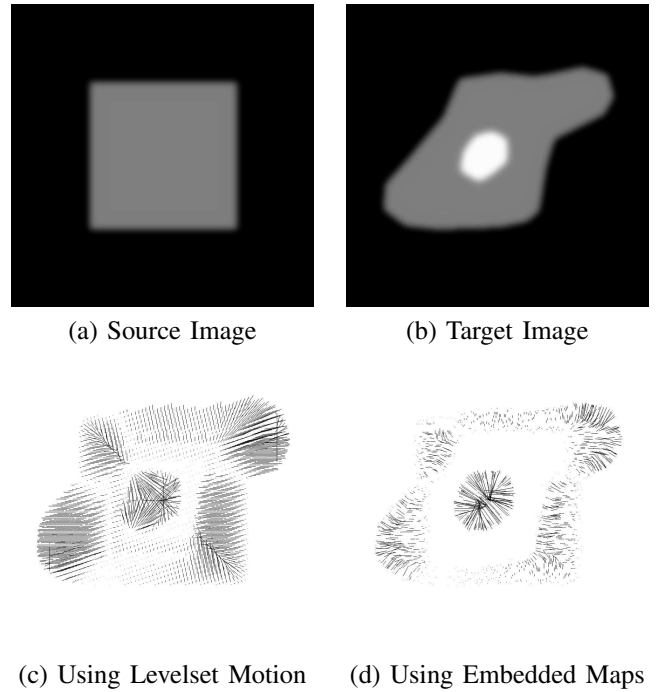 (a) Source Image
(b) Target Image
(c) Using Levelset Motion
(d) Using Embedded Maps